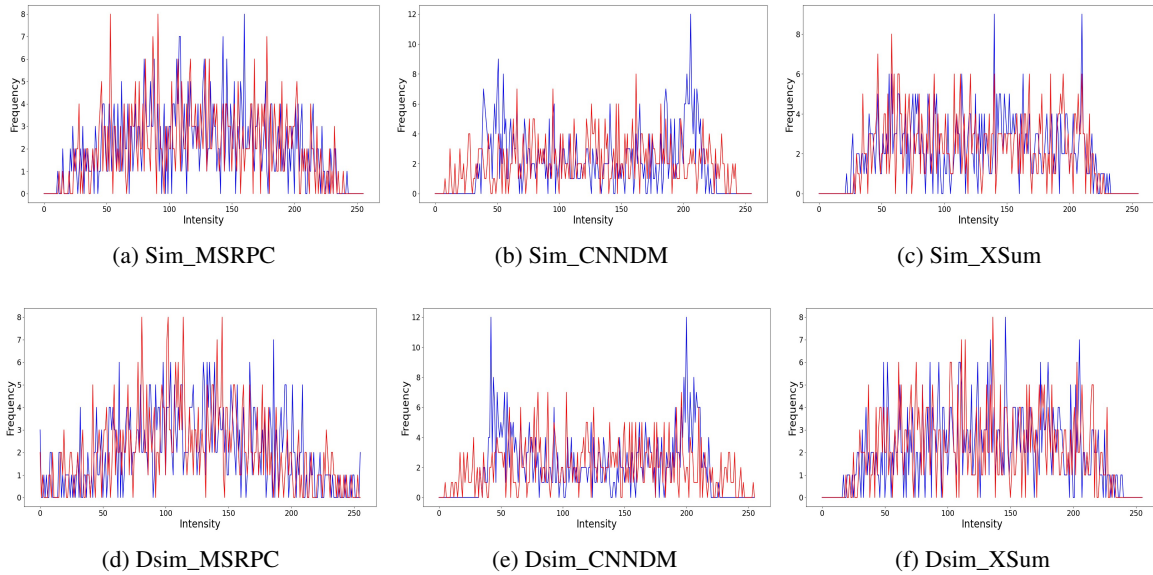 8
7
6
5
4
3
2
1
0
Frequency
0 50 100 150 200 250
Intensity
(a) Sim_MSRPC
12
10
8
6
4
2
0
Frequency
0 50 100 150 200 250
Intensity
(b) Sim_CNNDM
8
6
4
2
0
Frequency
0 50 100 150 200 250
Intensity
(c) Sim_XSum
8
7
6
5
4
3
2
1
0
Frequency
0 50 100 150 200 250
Intensity
(d) Dsim_MSRPC
12
10
8
6
4
2
0
Frequency
0 50 100 150 200 250
Intensity
(e) Dsim_CNNDM
8
7
6
5
4
3
2
1
0
Frequency
0 50 100 150 200 250
Intensity
(f) Dsim_XSum